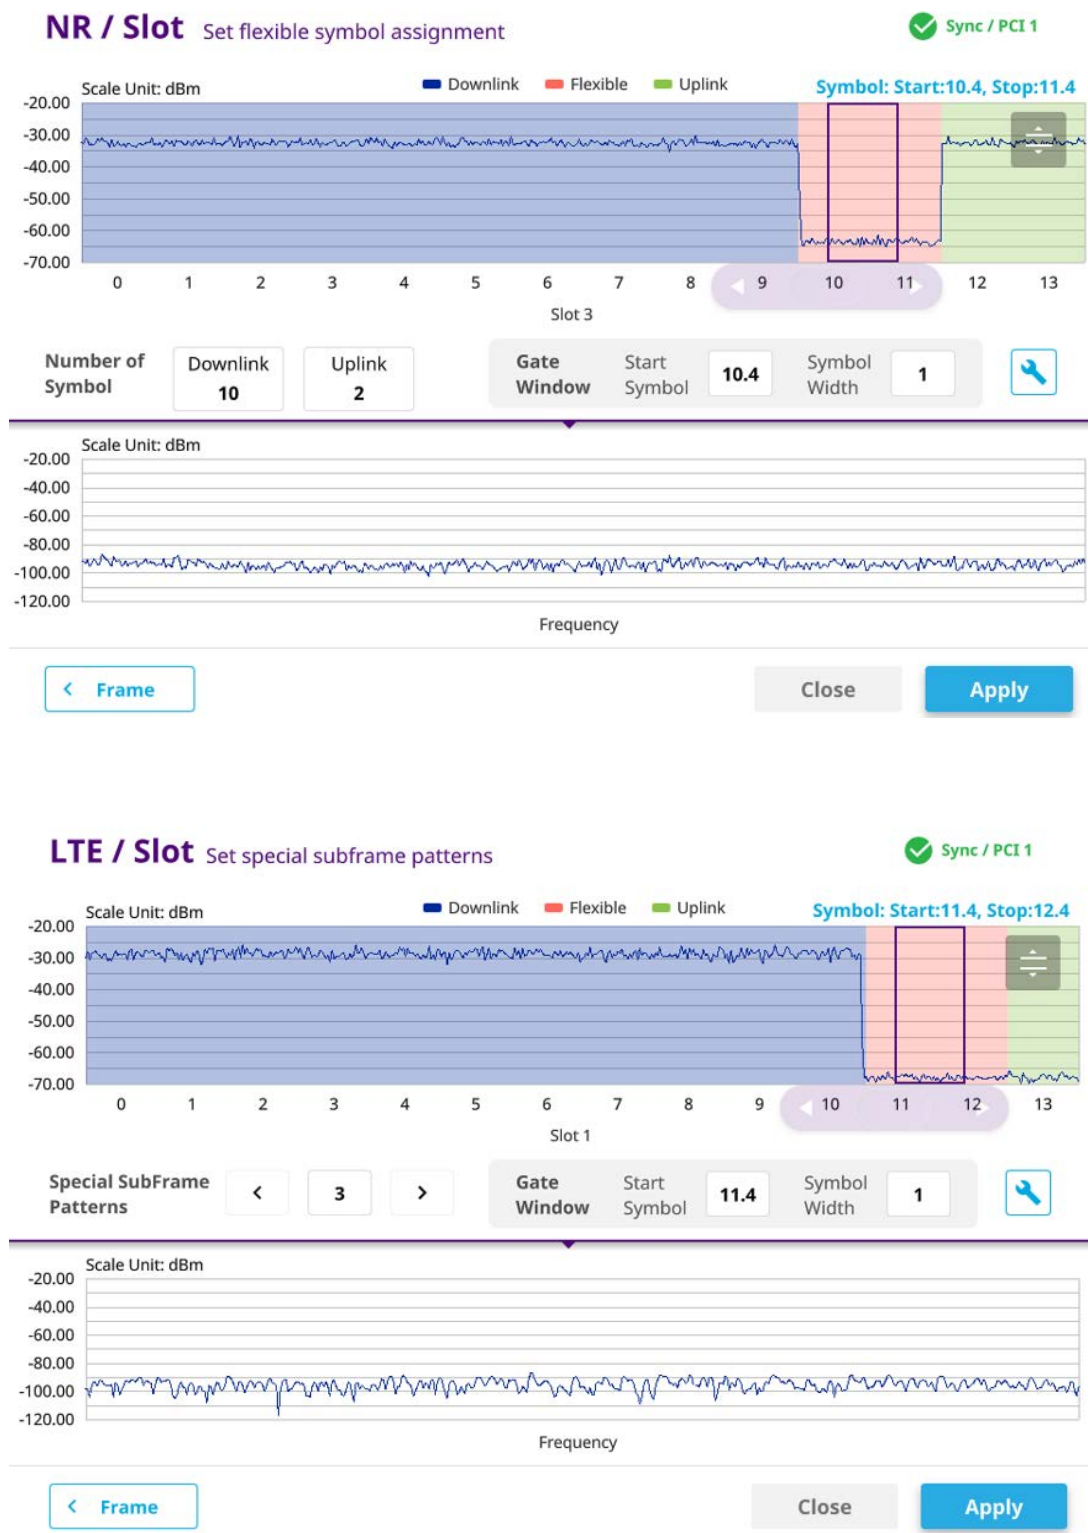 NR / Slot Set flexible symbol assignment Sync / PCI 1
Scale Unit: dBm Downlink Flexible Uplink Symbol: Start:10.4, Stop:11.4
-20.00
-30.00
-40.00
-50.00
-60.00
-70.00
0 1 2 3 4 5 6 7 8 9 10 11 12 13
Slot 3
Number of Symbol
Downlink
10
Uplink
2
Gate Window
Start Symbol
10.4
Symbol Width
1
Scale Unit: dBm
-20.00
-40.00
-60.00
-80.00
-100.00
-120.00
Frequency
< Frame Close Apply
LTE / Slot Set special subframe patterns Sync / PCI 1
Scale Unit: dBm Downlink Flexible Uplink Symbol: Start:11.4, Stop:12.4
-20.00
-30.00
-40.00
-50.00
-60.00
-70.00
0 1 2 3 4 5 6 7 8 9 10 11 12 13
Slot 1
Special SubFrame
Patterns
< 3 >
Gate Window
Start Symbol
11.4
Symbol Width
1
Scale Unit: dBm
-20.00
-40.00
-60.00
-80.00
-100.00
-120.00
Frequency
< Frame Close Apply